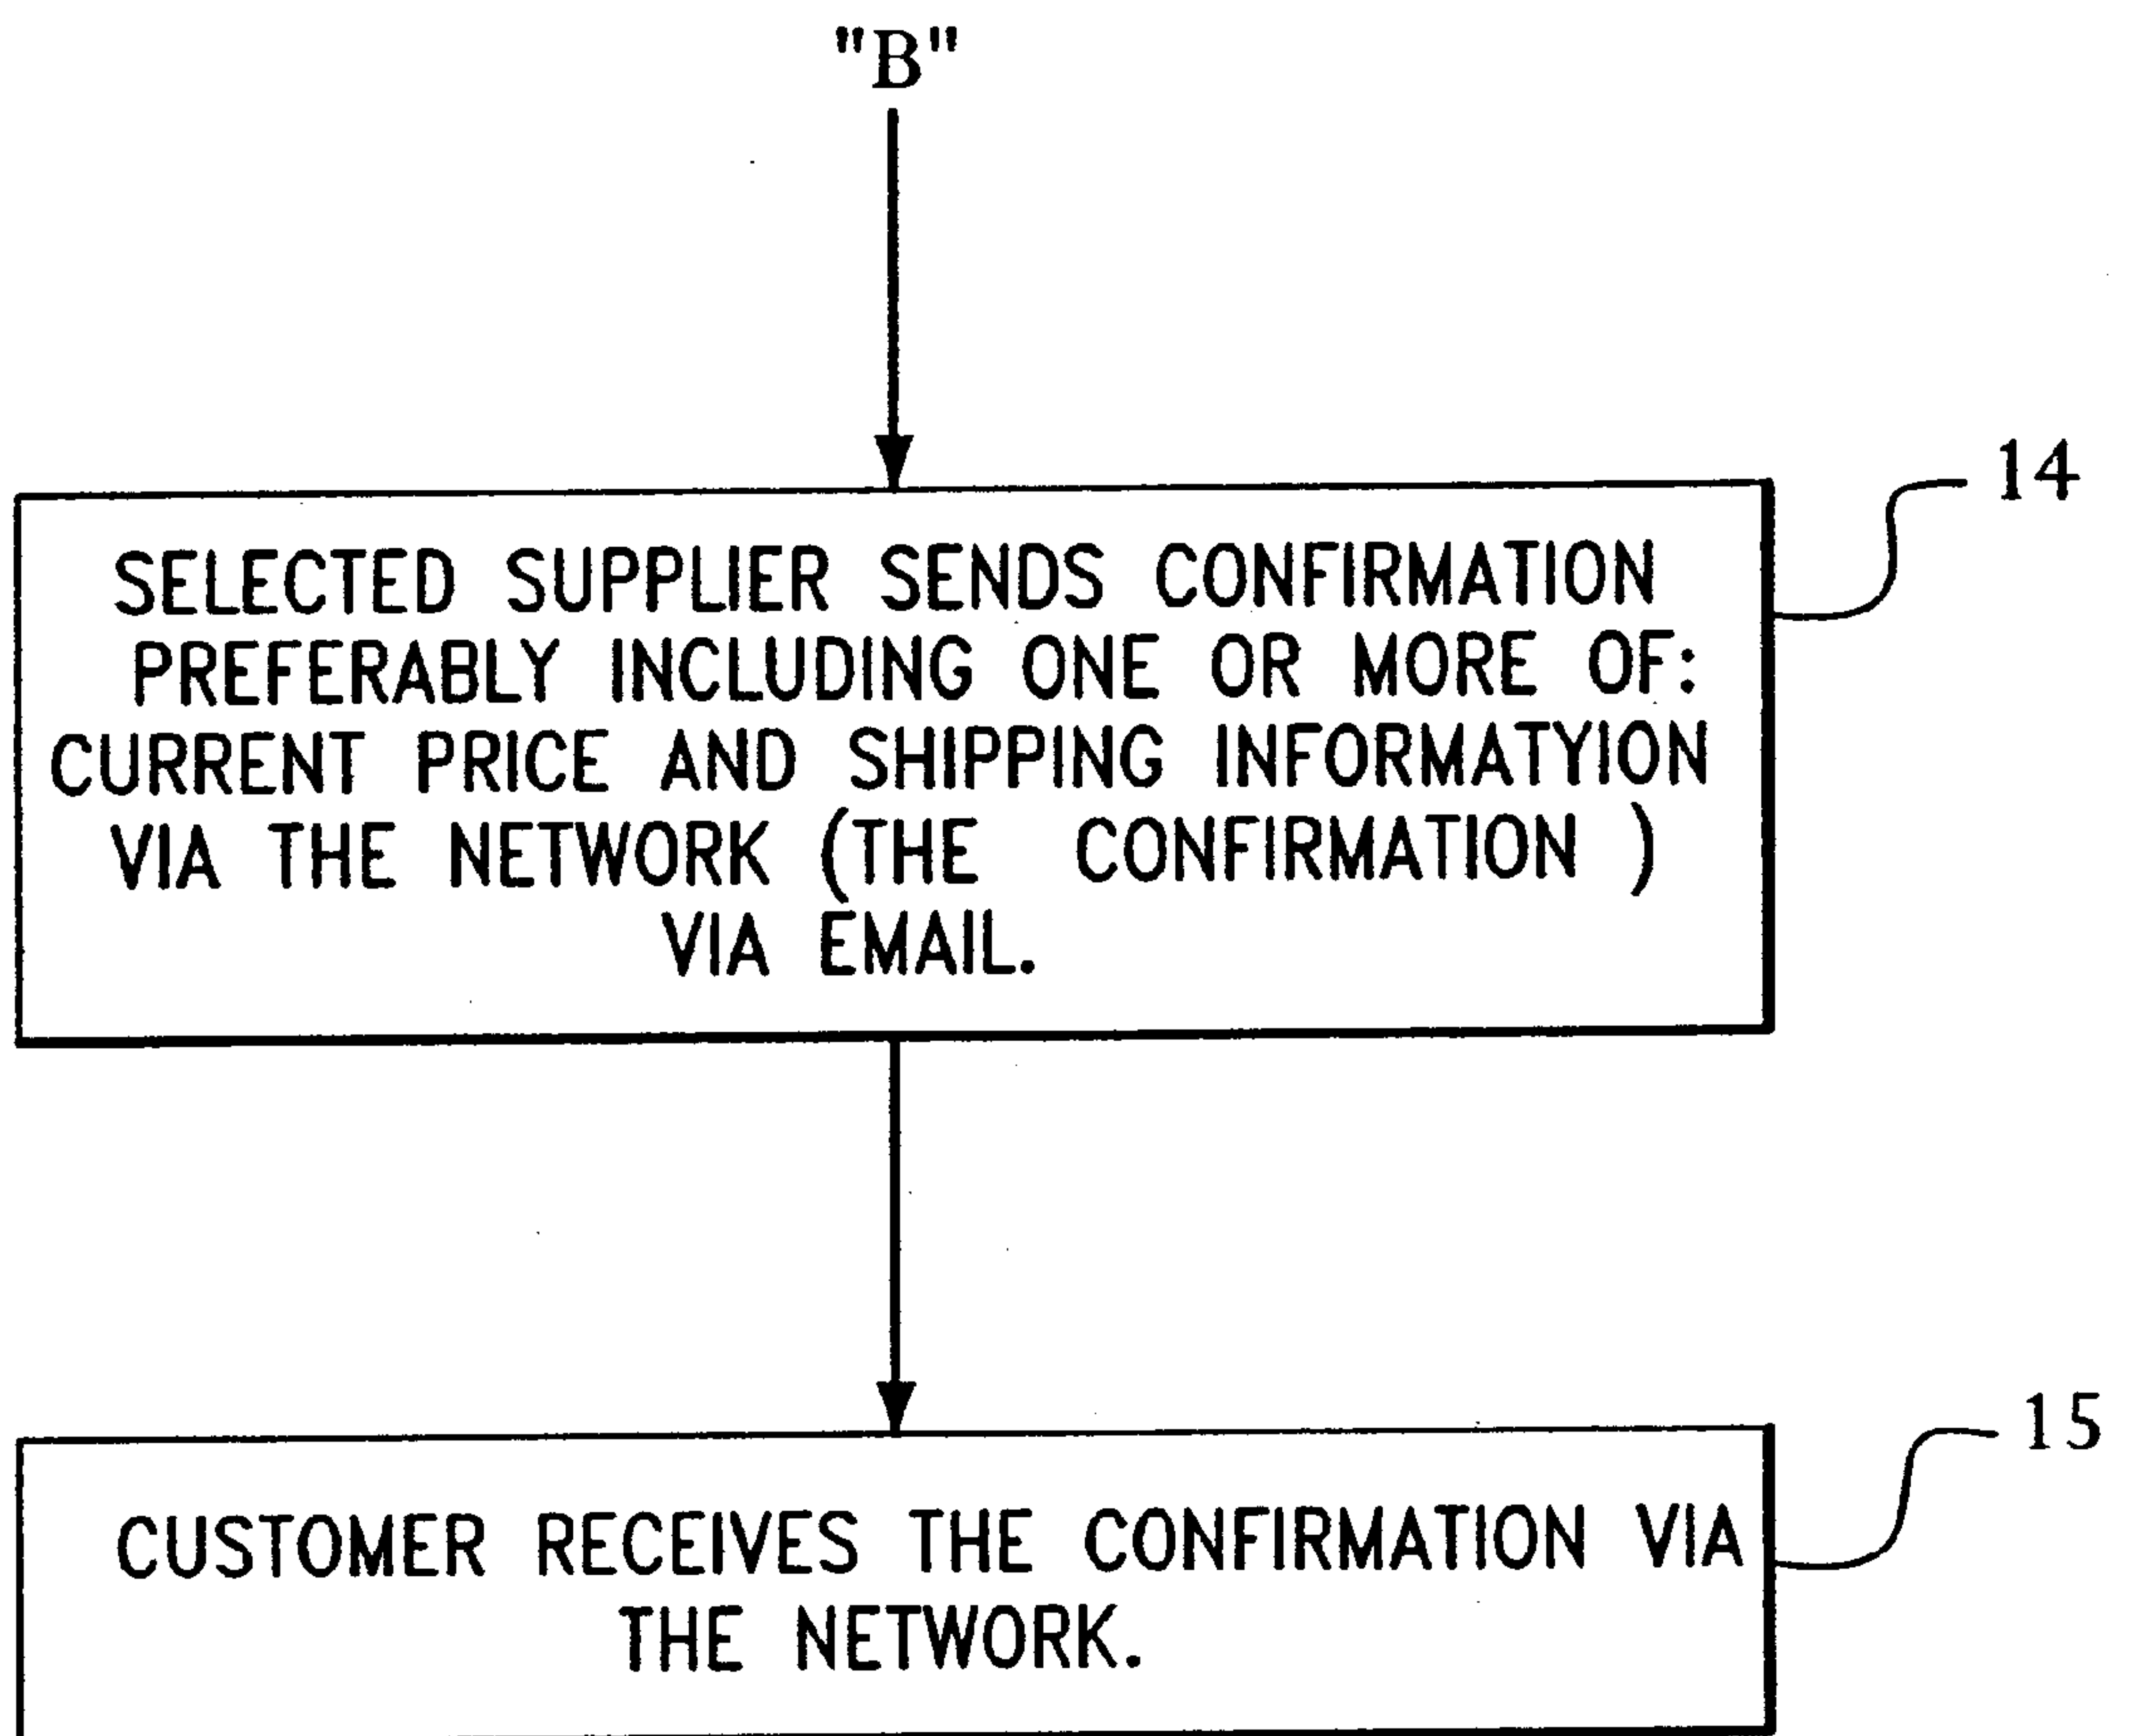 "B"
14
SELECTED SUPPLIER SENDS CONFIRMATION
PREFERABLY INCLUDING ONE OR MORE OF:
CURRENT PRICE AND SHIPPING INFORMATYION
VIA THE NETWORK (THE CONFIRMATION )
VIA EMAIL.
15
CUSTOMER RECEIVES THE CONFIRMATION VIA
THE NETWORK.